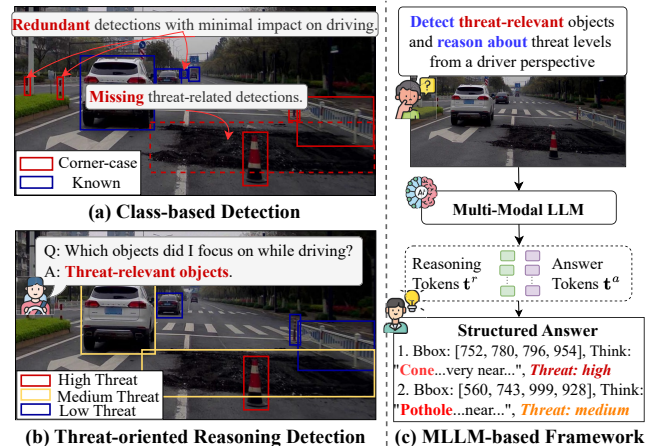 Redundant detections with minimal impact on driving.
Missing threat-related detections.
Corner-case
Known
(a) Class-based Detection
Q: Which objects did I focus on while driving?
A: Threat-relevant objects.
High Threat
Medium Threat
Low Threat
(b) Threat-oriented Reasoning Detection
Detect threat-relevant objects
and reason about threat levels
from a driver perspective
?
AI
Multi-Modal LLM
Reasoning
Tokens t^r
Answer
Tokens t^a
Structured Answer
1. Bbox: [752, 780, 796, 954], Think:
"Cone...very near...", Threat: high
2. Bbox: [560, 743, 999, 928], Think:
"Pothole...near...", Threat: medium
(c) MLLM-based Framework